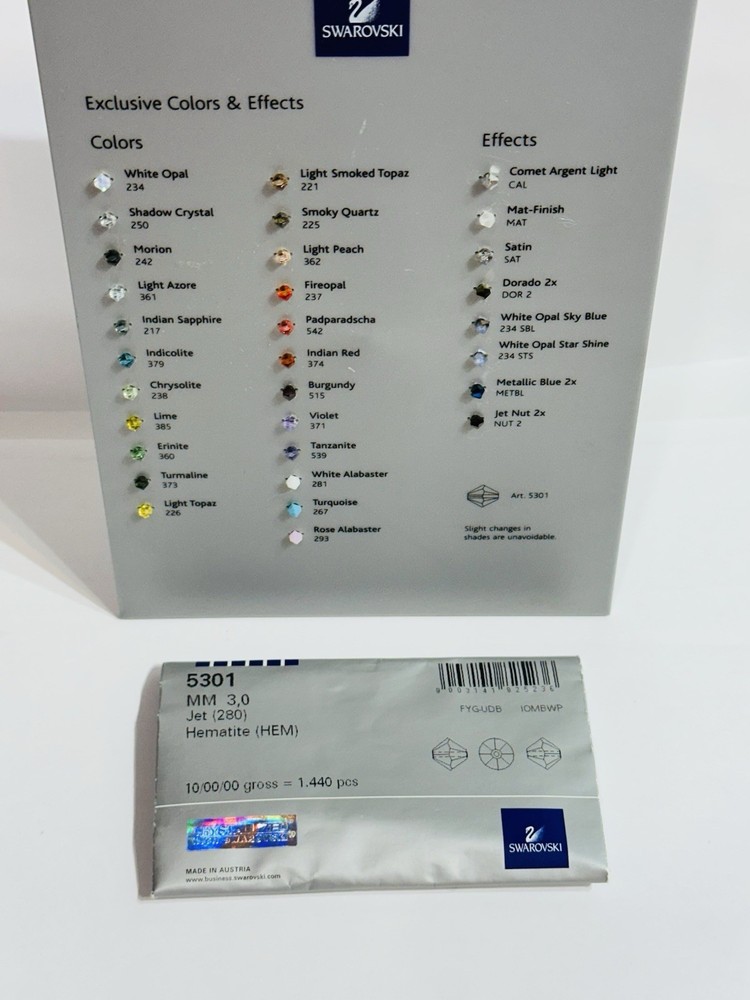 SWAROVSKI
Exclusive Colors & Effects
Colors
White Opal
234
Shadow Crystal
250
Morion
242
Light Azore
361
Indian Sapphire
217
Indicolite
379
Chrysolite
238
Lime
385
Erinite
360
Turmaline
373
Light Topaz
226
Light Smoked Topaz
221
Smoky Quartz
225
Light Peach
362
Fireopal
237
Padparadscha
542
Indian Red
374
Burgundy
515
Violet
371
Tanzanite
539
White Alabaster
281
Turquoise
267
Rose Alabaster
293
Effects
Comet Argent Light
CAL
Mat-Finish
MAT
Satin
SAT
Dorado 2x
DOR 2
White Opal Sky Blue
234 SBL
White Opal Star Shine
234 STS
Metallic Blue 2x
METBL
Jet Nut 2x
NUT 2
Art. 5301
Slight changes in
shades are unavoidable.
5301
MM 3,0
Jet (280)
Hematite (HEM)
10/00/00 gross = 1.440 pcs
MADE IN AUSTRIA
www.business.swarovski.com
9 003141 925236
FYG-UDB IOMBWP
SWAROVSKI